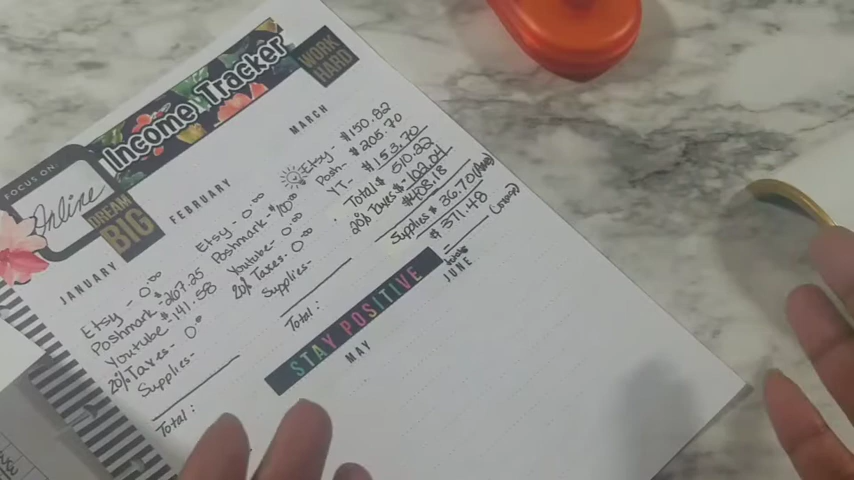 FOCUS ON:
Online
Income Tracker
WORK
HARD
DREAM
BIG
JANUARY
Etsy - 0.00
Poshmark - $267.25
Youtube - 141.58
20% Taxes - 0.00
Supplies -
Total:
FEBRUARY
Etsy - 0.00
Poshmark - $
Youtube - 0.00
20% Taxes - 0.00
Supplies -
Total:
MARCH
Etsy - $150.82
Posh - $205.70
YT - $153.70
Total $ 510.22
20% Taxes $ - 102.04
$408.18
Supplies $ 36.70
$ 371.48
STAY POSITIVE
MAY
JUNE